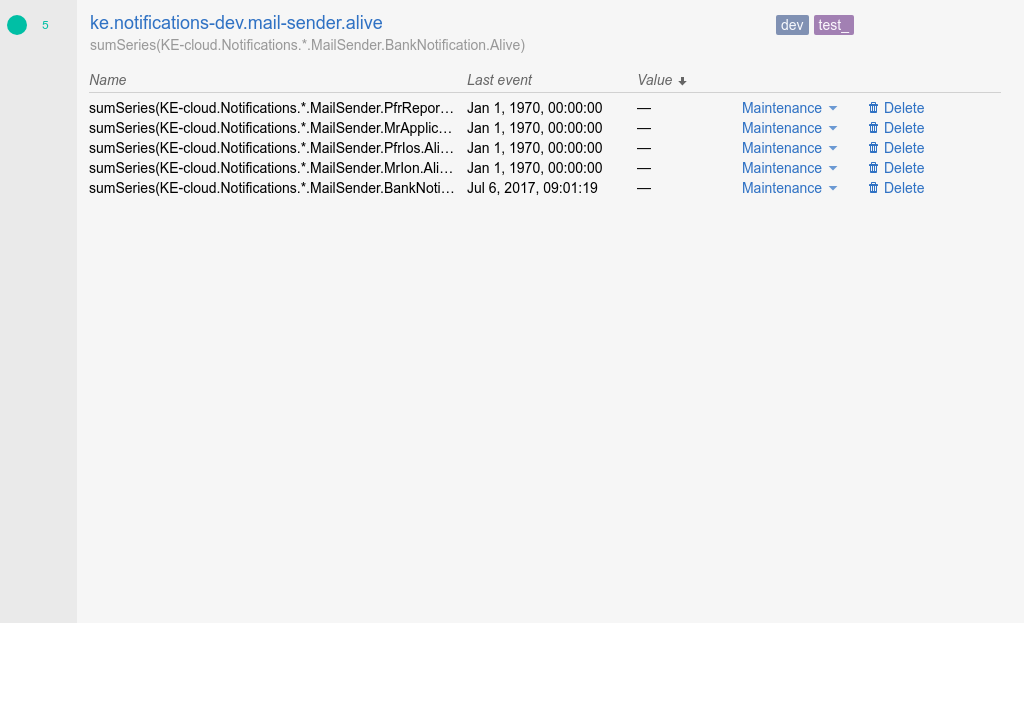 5
ke.notifications-dev.mail-sender.alive dev test_
sumSeries(KE-cloud.Notifications.*.MailSender.BankNotification.Alive)
Name Last event Value
sumSeries(KE-cloud.Notifications.*.MailSender.PfrRepor… Jan 1, 1970, 00:00:00 — Maintenance Delete
sumSeries(KE-cloud.Notifications.*.MailSender.MrApplic… Jan 1, 1970, 00:00:00 — Maintenance Delete
sumSeries(KE-cloud.Notifications.*.MailSender.PfrIos.Ali… Jan 1, 1970, 00:00:00 — Maintenance Delete
sumSeries(KE-cloud.Notifications.*.MailSender.MrIon.Ali… Jan 1, 1970, 00:00:00 — Maintenance Delete
sumSeries(KE-cloud.Notifications.*.MailSender.BankNoti… Jul 6, 2017, 09:01:19 — Maintenance Delete